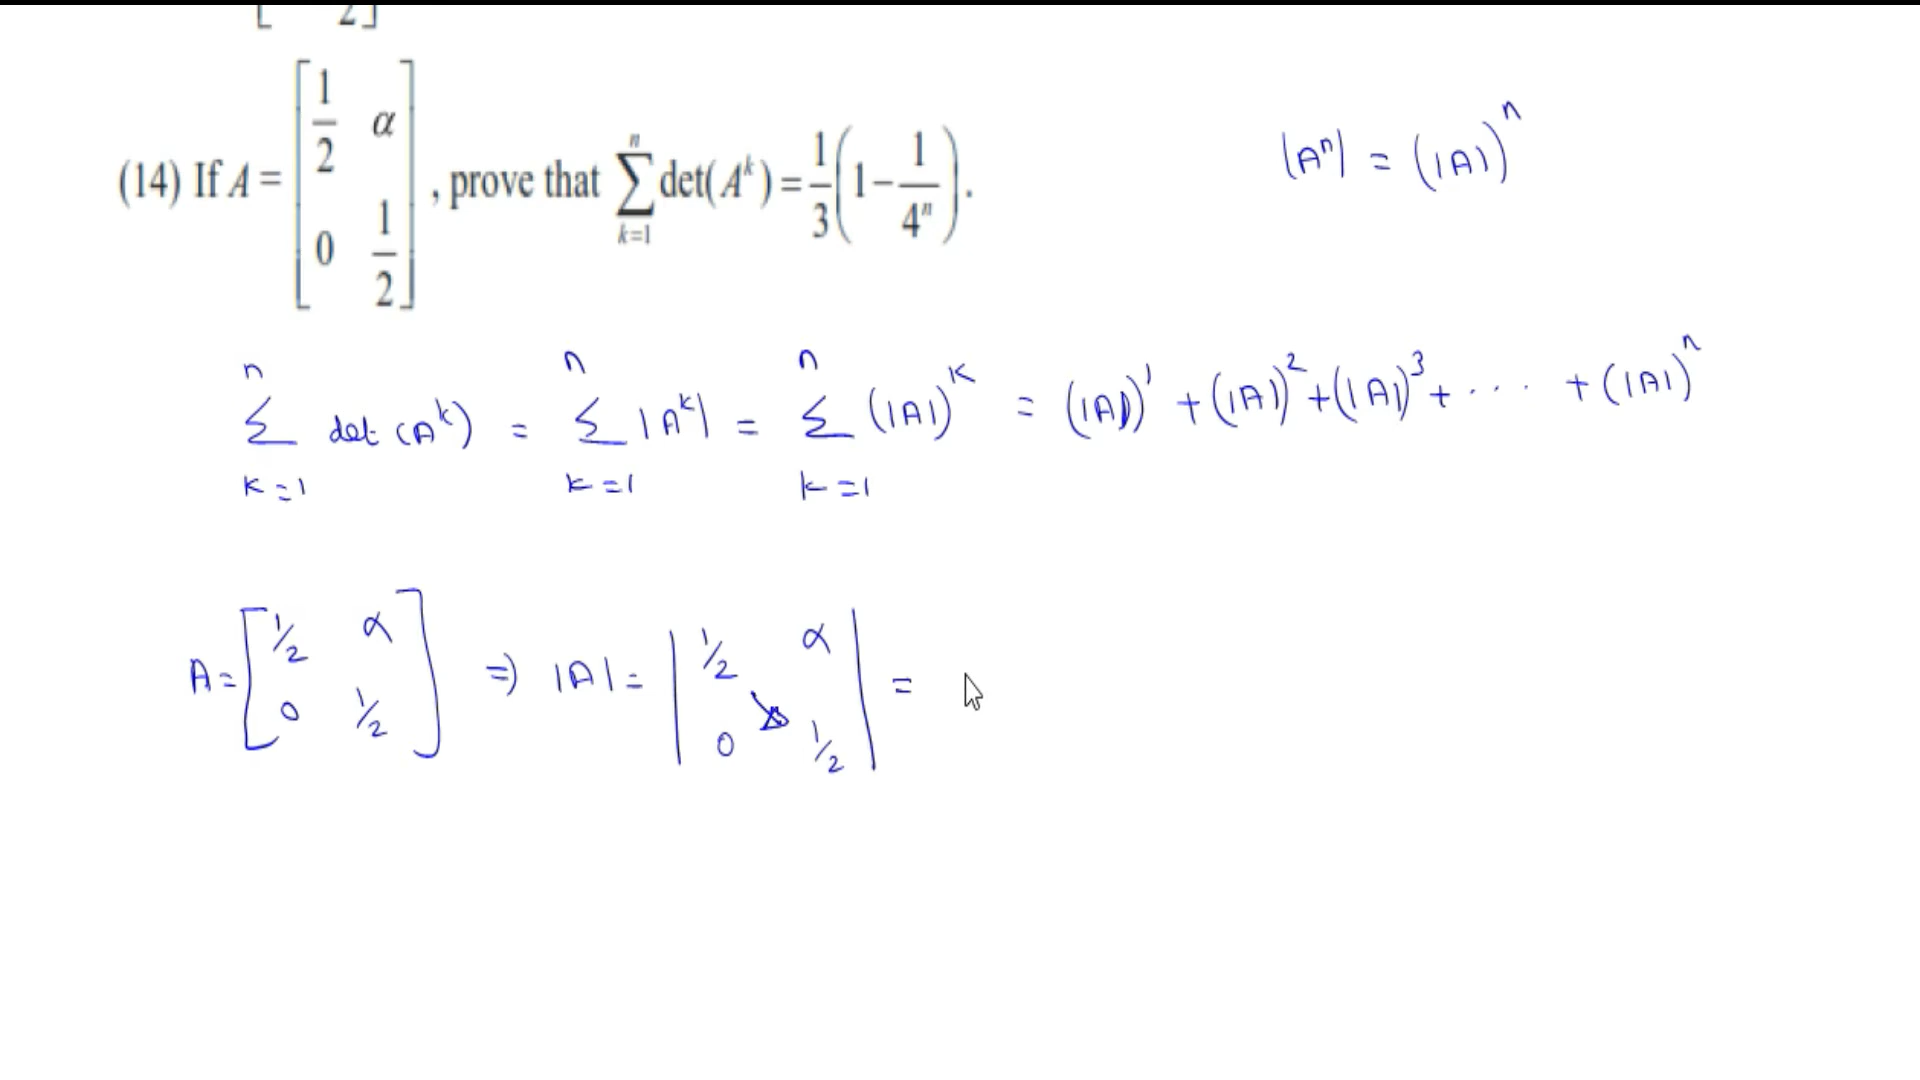 2]
(14) If A = [1/2 α; 0 1/2], prove that ∑_{k=1}^{n} det(A^k) = 1/3 (1 − 1/4^n).
|A^n| = (|A|)^n
∑_{k=1}^{n} det (A^k) = ∑_{k=1}^{n} |A^k| = ∑_{k=1}^{n} (|A|)^k = (|A|)^1 + (|A|)^2 + (|A|)^3 + ... + (|A|)^n
A = [1/2 α; 0 1/2] ⇒ |A| = |1/2 α; 0 1/2| =